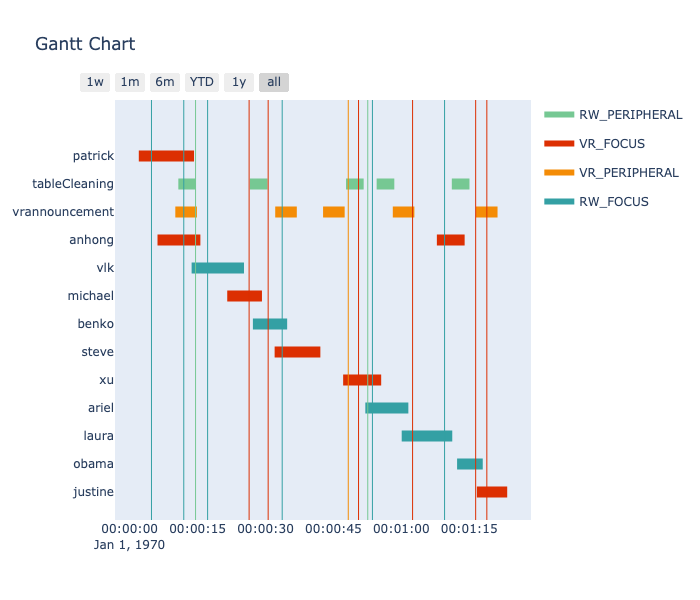 Gantt Chart
1w 1m 6m YTD 1y all
RW_PERIPHERAL
VR_FOCUS
VR_PERIPHERAL
RW_FOCUS
patrick
tableCleaning
vrannouncement
anhong
vlk
michael
benko
steve
xu
ariel
laura
obama
justine
00:00:00 00:00:15 00:00:30 00:00:45 00:01:00 00:01:15
Jan 1, 1970